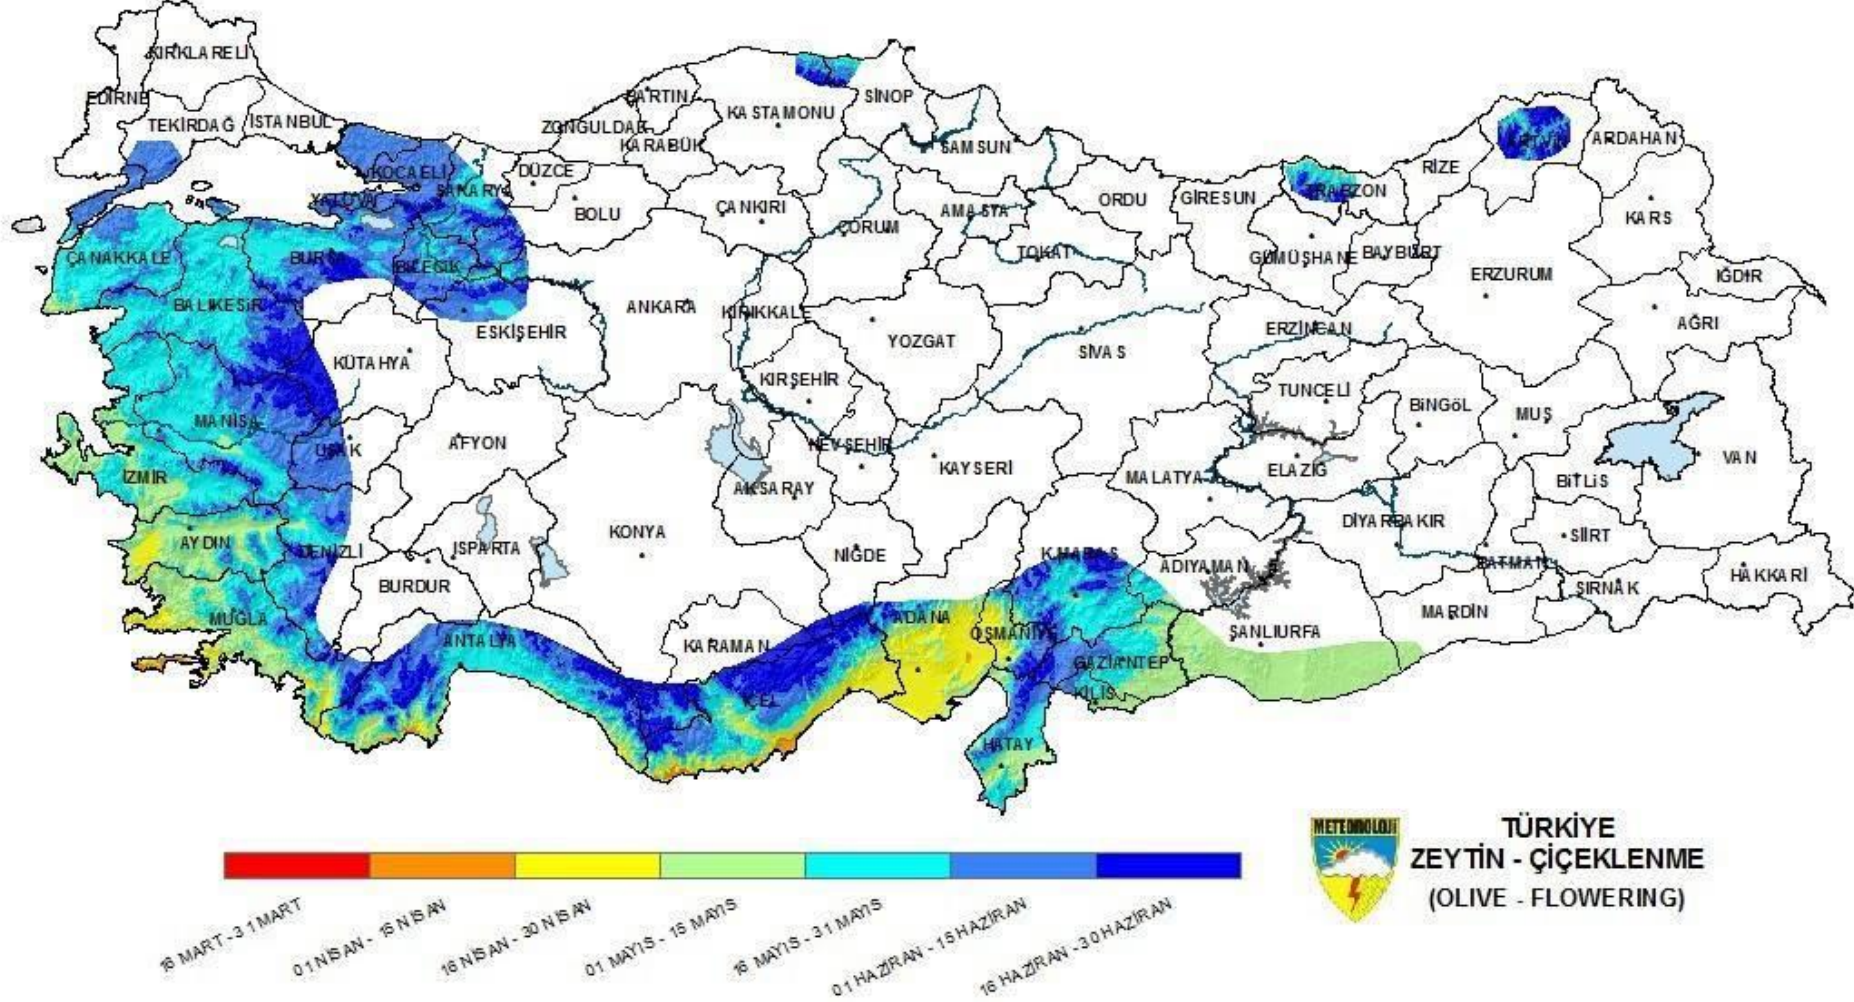 KIRKLARELİ
EDİRNE
TEKİRDAĞ
İSTANBUL
KOCAELİ
YALOVA
SAKARYA
DÜZCE
BOLU
ZONGULDAK
BARTIN
KARABÜK
KASTAMONU
SİNOP
SAMSUN
ÇANKIRI
ÇORUM
AMASYA
TOKAT
ORDU
GİRESUN
TRABZON
RİZE
ARTVİN
ARDAHAN
KARS
GÜMÜŞHANE
BAYBURT
ERZURUM
IĞDIR
AĞRI
ÇANAKKALE
BALIKESİR
BURSA
BİLECİK
ESKİŞEHİR
ANKARA
KIRIKKALE
YOZGAT
SİVAS
ERZİNCAN
TUNCELİ
BİNGÖL
MUŞ
KÜTAHYA
KIRŞEHİR
MANİSA
UŞAK
AFYON
NEVŞEHİR
KAYSERİ
MALATYA
ELAZIĞ
BİTLİS
VAN
İZMİR
AKSARAY
DİYARBAKIR
SİİRT
AYDIN
DENİZLİ
ISPARTA
KONYA
NİĞDE
K.MARAŞ
ADIYAMAN
BATMAN
ŞIRNAK
HAKKARİ
BURDUR
MUĞLA
ANTALYA
KARAMAN
ADANA
OSMANİYE
ŞANLIURFA
MARDİN
GAZİANTEP
KİLİS
İÇEL
HATAY
16 MART - 31 MART
01 NİSAN - 15 NİSAN
16 NİSAN - 30 NİSAN
01 MAYIS - 15 MAYIS
16 MAYIS - 31 MAYIS
01 HAZİRAN - 15 HAZİRAN
16 HAZİRAN - 30 HAZİRAN
METEOROLOJİ
TÜRKİYE
ZEYTİN - ÇİÇEKLENME
(OLIVE - FLOWERING)